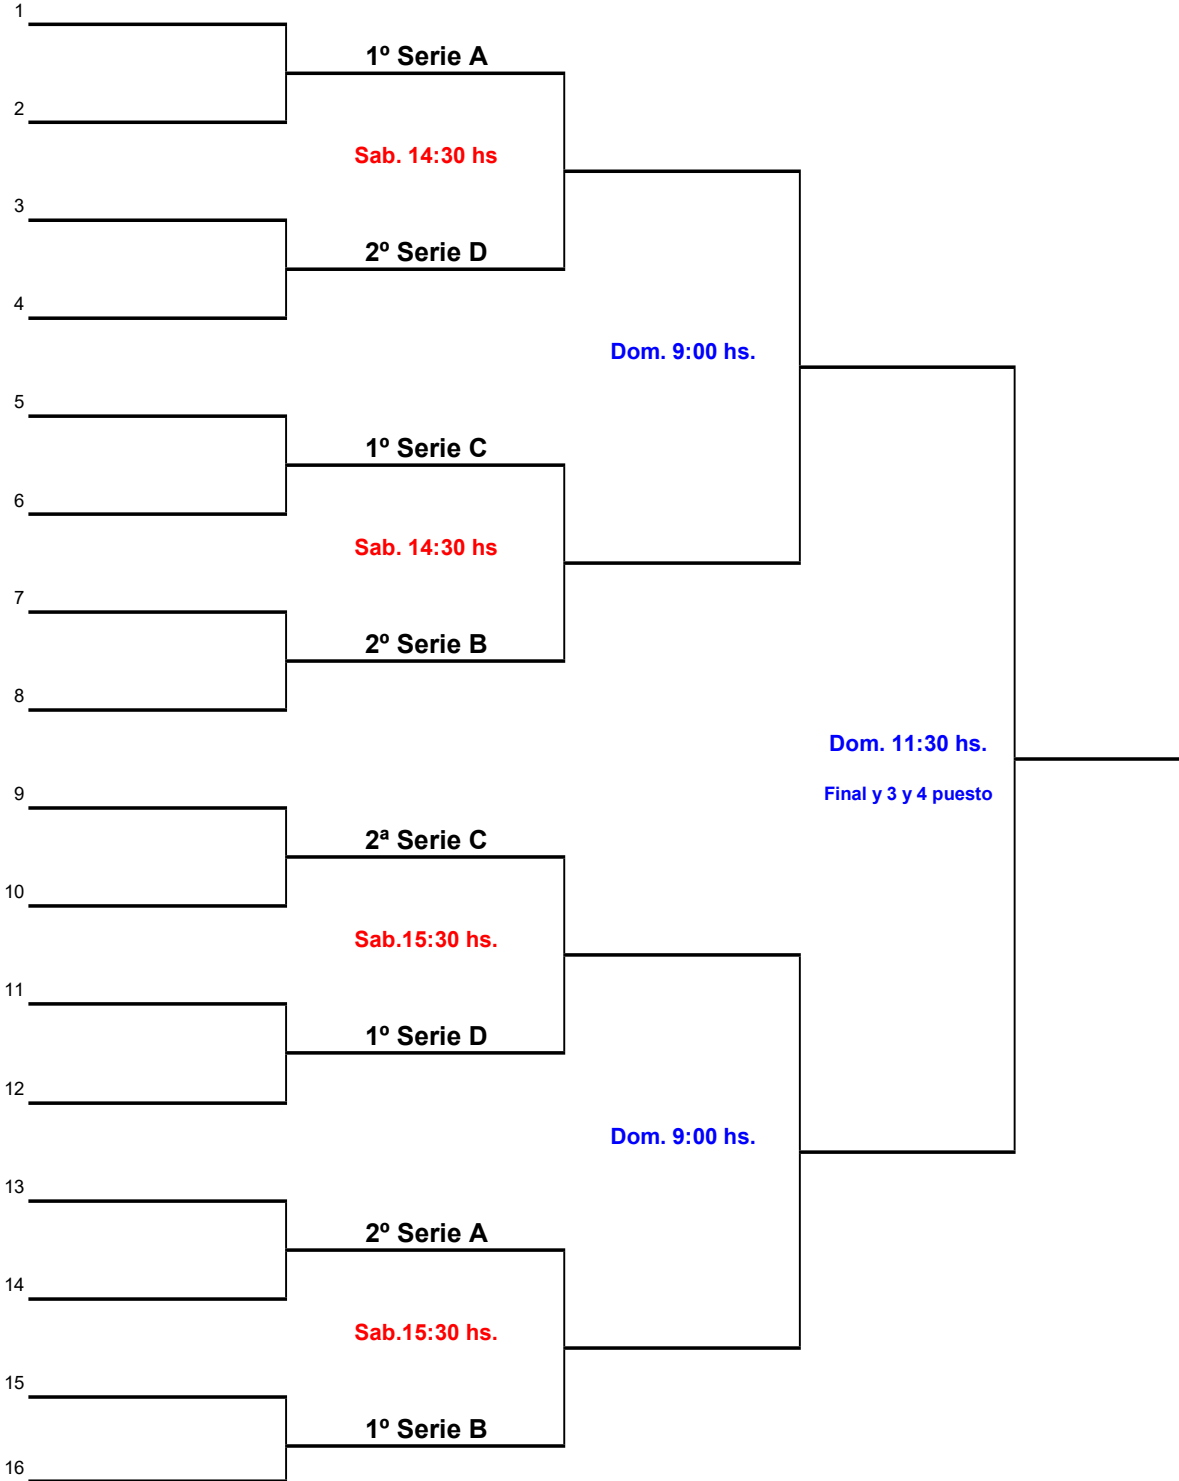 1
1º Serie A
2
Sab. 14:30 hs
3
2º Serie D
4
Dom. 9:00 hs.
5
1º Serie C
6
Sab. 14:30 hs
7
2º Serie B
8
Dom. 11:30 hs.
Final y 3 y 4 puesto
9
2ª Serie C
10
Sab.15:30 hs.
11
1º Serie D
12
Dom. 9:00 hs.
13
2º Serie A
14
Sab.15:30 hs.
15
1º Serie B
16